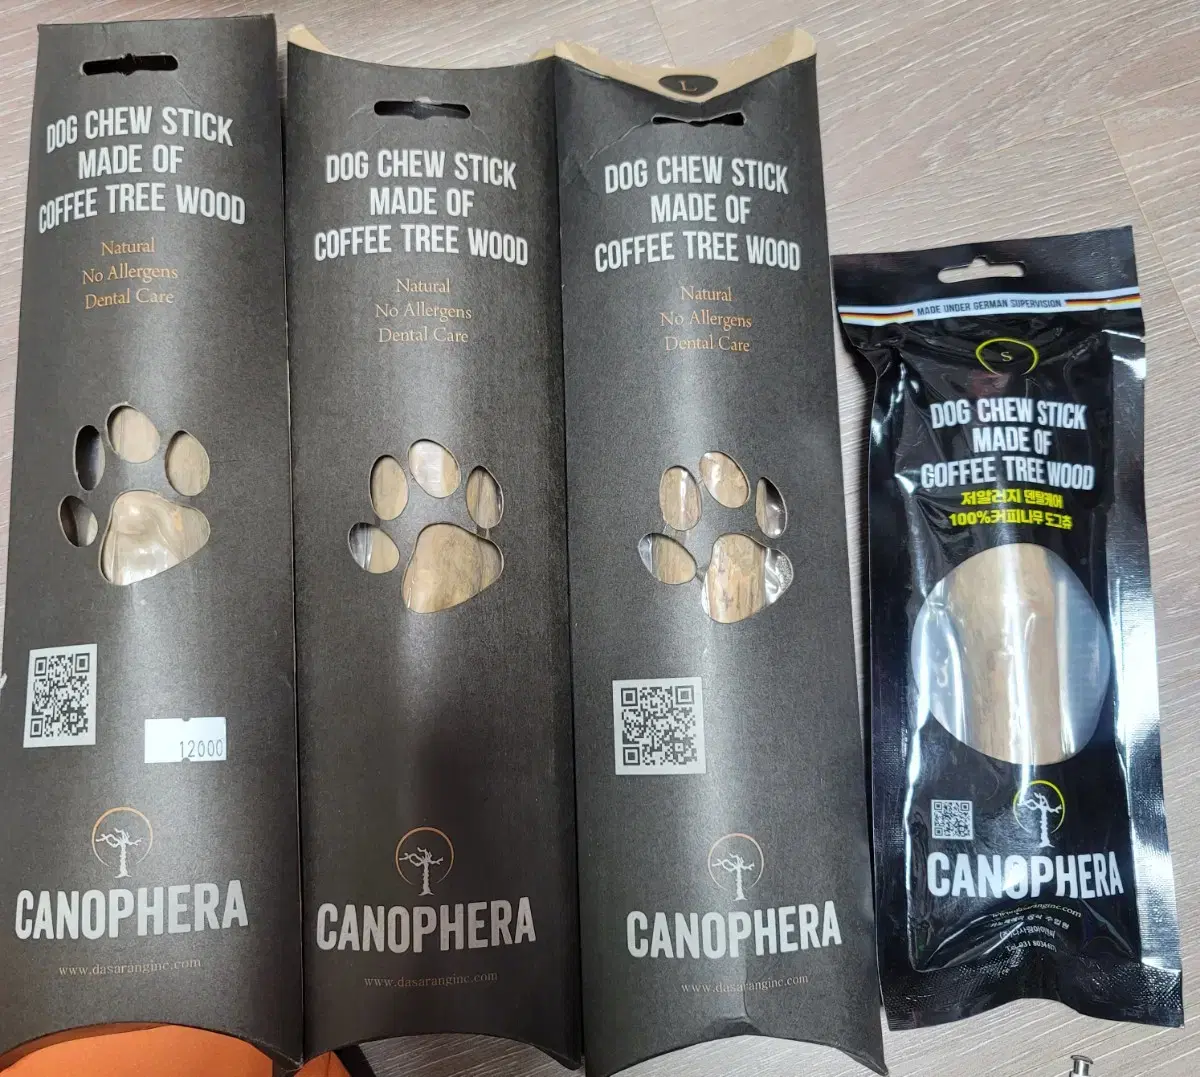 DOG CHEW STICK
MADE OF
COFFEE TREE WOOD
Natural
No Allergens
Dental Care
12000
CANOPHERA
www.dasaranginc.com
DOG CHEW STICK
MADE OF
COFFEE TREE WOOD
Natural
No Allergens
Dental Care
CANOPHERA
www.dasaranginc.com
L
DOG CHEW STICK
MADE OF
COFFEE TREE WOOD
Natural
No Allergens
Dental Care
CANOPHERA
www.dasaranginc.com
MADE UNDER GERMAN SUPERVISION
S
DOG CHEW STICK
MADE OF
COFFEE TREE WOOD
저알러지 덴탈케어
100%커피나무 도그츄
CANOPHERA
www.dasaranginc.com